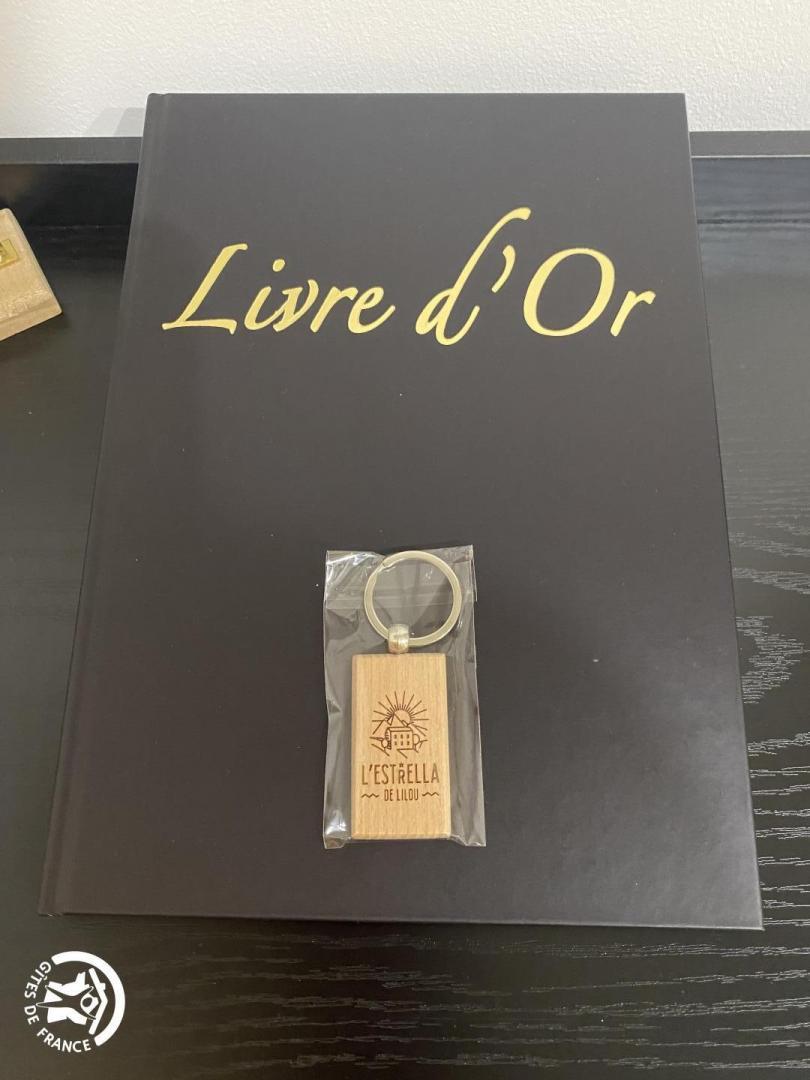 Livre d'Or
L'ESTRELLA
DE LILOU
GÎTES DE FRANCE